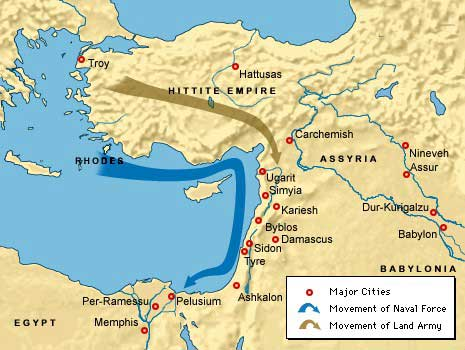 Troy
Hattusas
HITTITE EMPIRE
Carchemish
RHODES
ASSYRIA
Nineveh
Assur
Ugarit
Simyia
Kariesh
Dur-Kurigalzu
Byblos
Babylon
Damascus
Sidon
Tyre
BABYLONIA
Ashkalon
Per-Ramessu
Pelusium
EGYPT
Memphis
Major Cities
Movement of Naval Force
Movement of Land Army